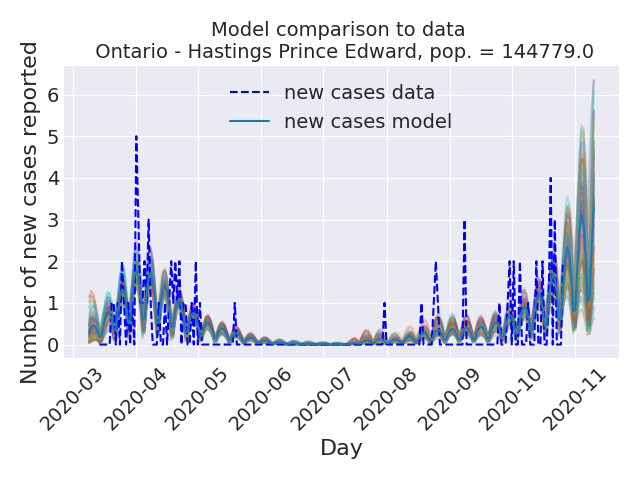 Model comparison to data
Ontario - Hastings Prince Edward, pop. = 144779.0
new cases data
new cases model
Number of new cases reported
6
5
4
3
2
1
0
2020-03
2020-04
2020-05
2020-06
2020-07
2020-08
2020-09
2020-10
2020-11
Day